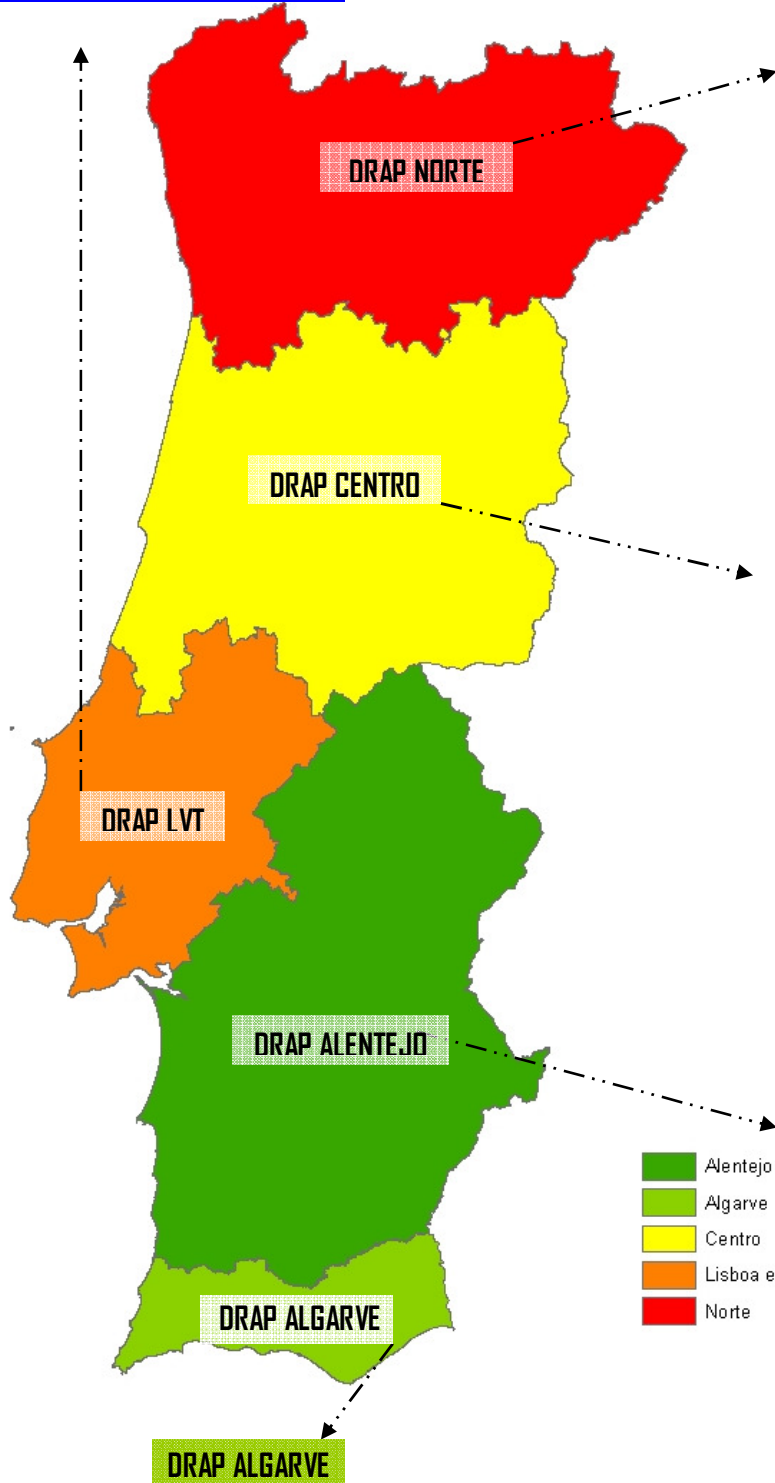 DRAP NORTE
DRAP CENTRO
DRAP LVT
DRAP ALENTEJO
Alentejo
Algarve
Centro
Lisboa e
Norte
DRAP ALGARVE
DRAP ALGARVE